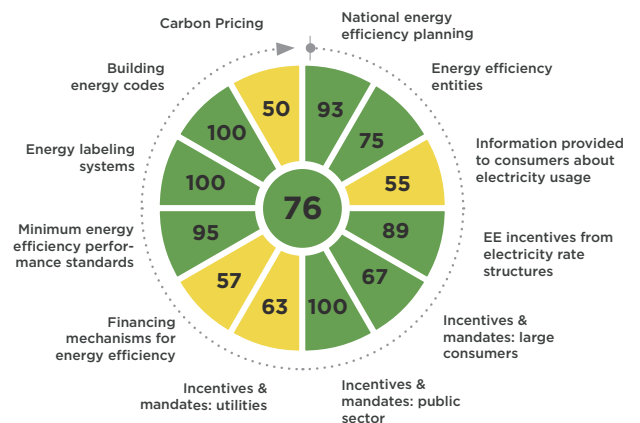 Carbon Pricing
National energy
efficiency planning
Energy efficiency
entities
Information provided
to consumers about
electricity usage
EE incentives from
electricity rate
structures
Incentives &
mandates: large
consumers
Incentives &
mandates: public
sector
Incentives &
mandates: utilities
Financing
mechanisms for
energy efficiency
Minimum energy
efficiency perfor-
mance standards
Energy labeling
systems
Building
energy codes
50
93
75
55
89
67
100
63
57
95
100
100
76